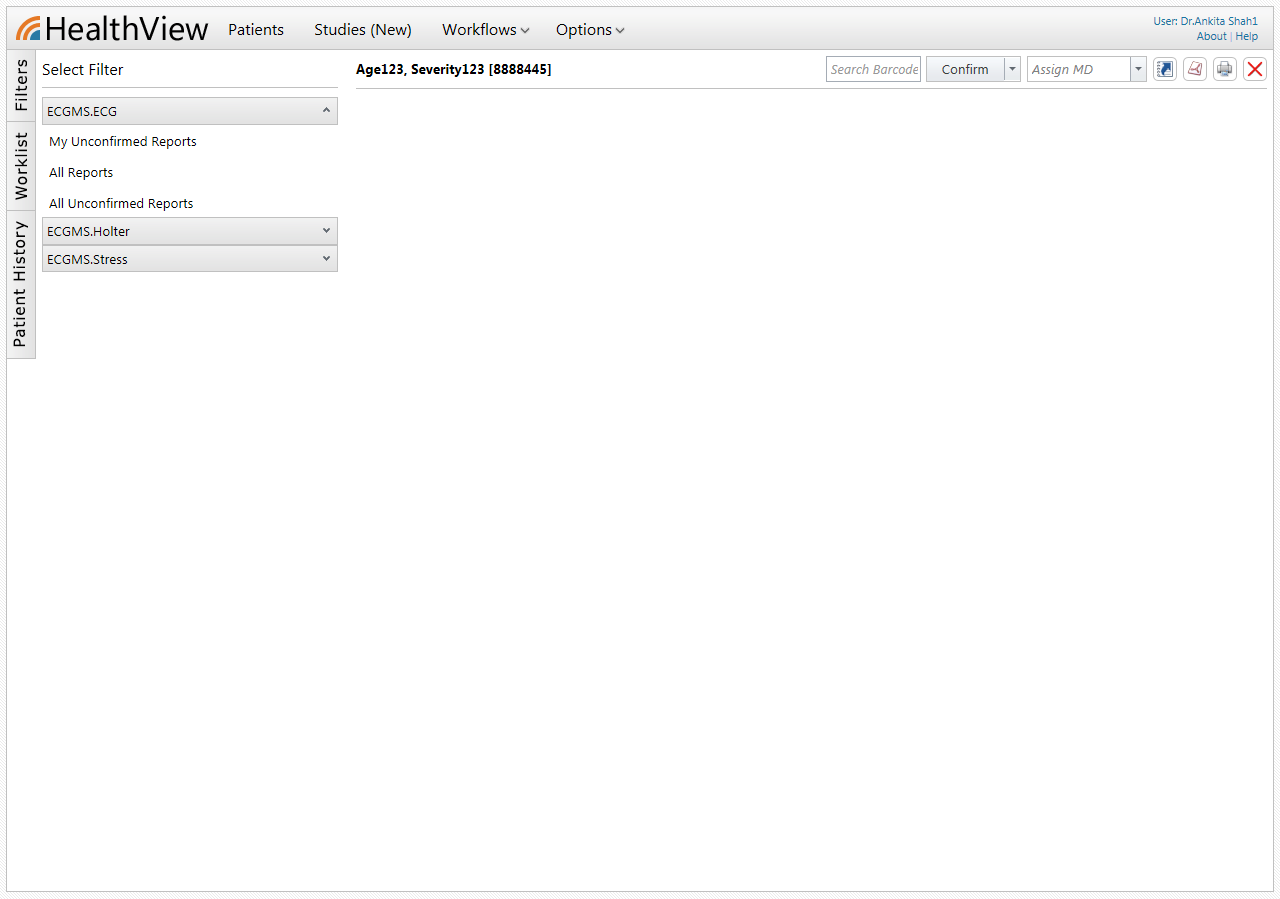 HealthView Patients Studies (New) Workflows Options
User: Dr.Ankita Shah1
About | Help
Filters
Worklist
Patient History
Select Filter
ECGMS.ECG
My Unconfirmed Reports
All Reports
All Unconfirmed Reports
ECGMS.Holter
ECGMS.Stress
Age123, Severity123 [8888445]
Search Barcode
Confirm
Assign MD